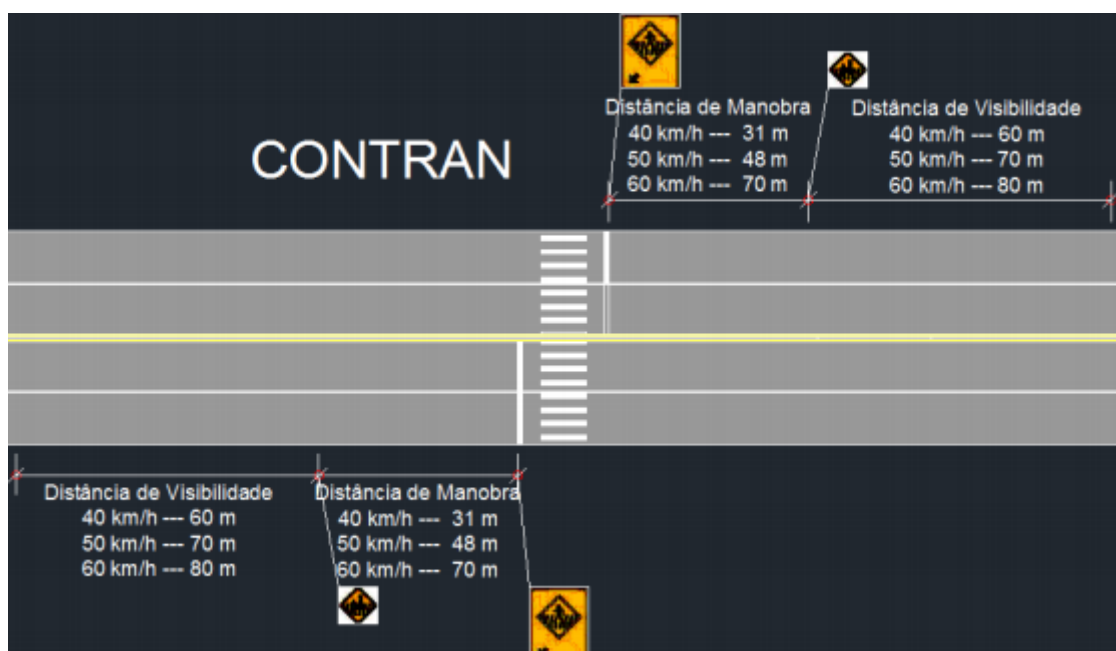 CONTRAN
Distância de Manobra
40 km/h --- 31 m
50 km/h --- 48 m
60 km/h --- 70 m
Distância de Visibilidade
40 km/h --- 60 m
50 km/h --- 70 m
60 km/h --- 80 m
Distância de Visibilidade
40 km/h --- 60 m
50 km/h --- 70 m
60 km/h --- 80 m
Distância de Manobra
40 km/h --- 31 m
50 km/h --- 48 m
60 km/h --- 70 m